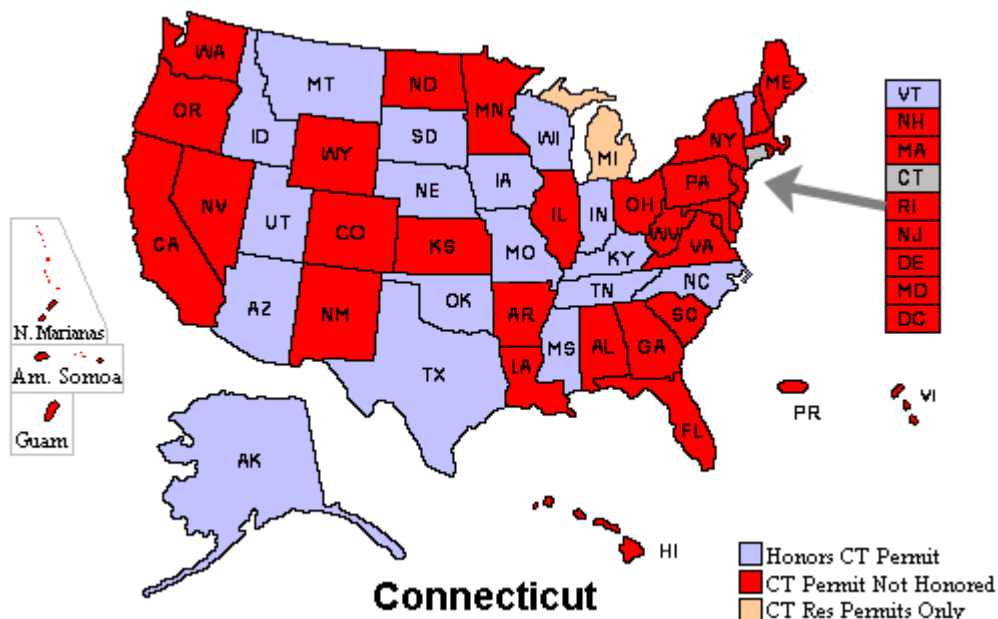 WA
MT
ND
MN
ME
VT
OR
ID
SD
WI
NY
NH
WY
MI
MA
NE
IA
PA
CT
NV
UT
IL
IN
OH
RI
CA
CO
KS
MO
WV
VA
NJ
KY
DE
AZ
NM
OK
TN
NC
MD
AR
SC
DC
N. Marianas
MS
AL
GA
TX
LA
Am. Somoa
PR
VI
Guam
FL
AK
HI
Honors CT Permit
CT Permit Not Honored
CT Res Permits Only
Connecticut